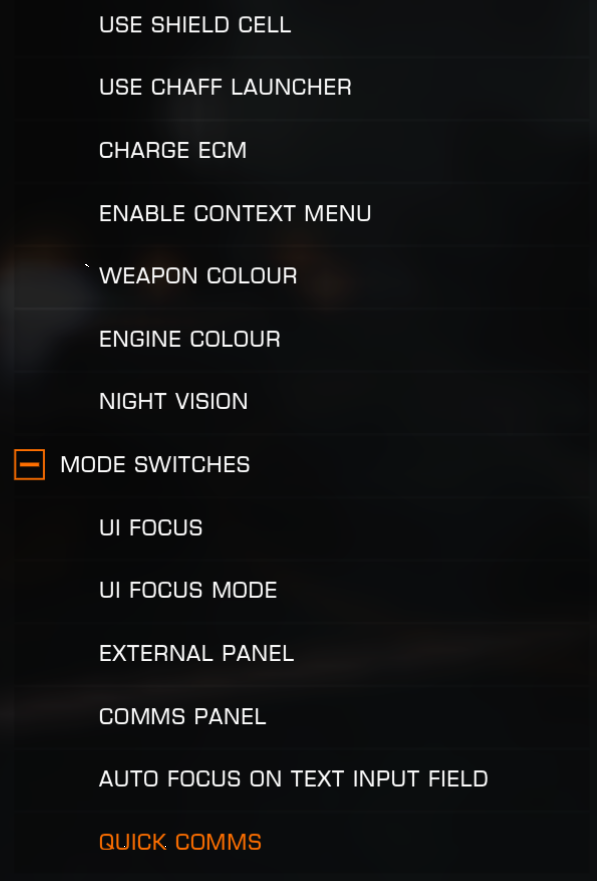 USE SHIELD CELL
USE CHAFF LAUNCHER
CHARGE ECM
ENABLE CONTEXT MENU
WEAPON COLOUR
ENGINE COLOUR
NIGHT VISION
MODE SWITCHES
UI FOCUS
UI FOCUS MODE
EXTERNAL PANEL
COMMS PANEL
AUTO FOCUS ON TEXT INPUT FIELD
QUICK COMMS